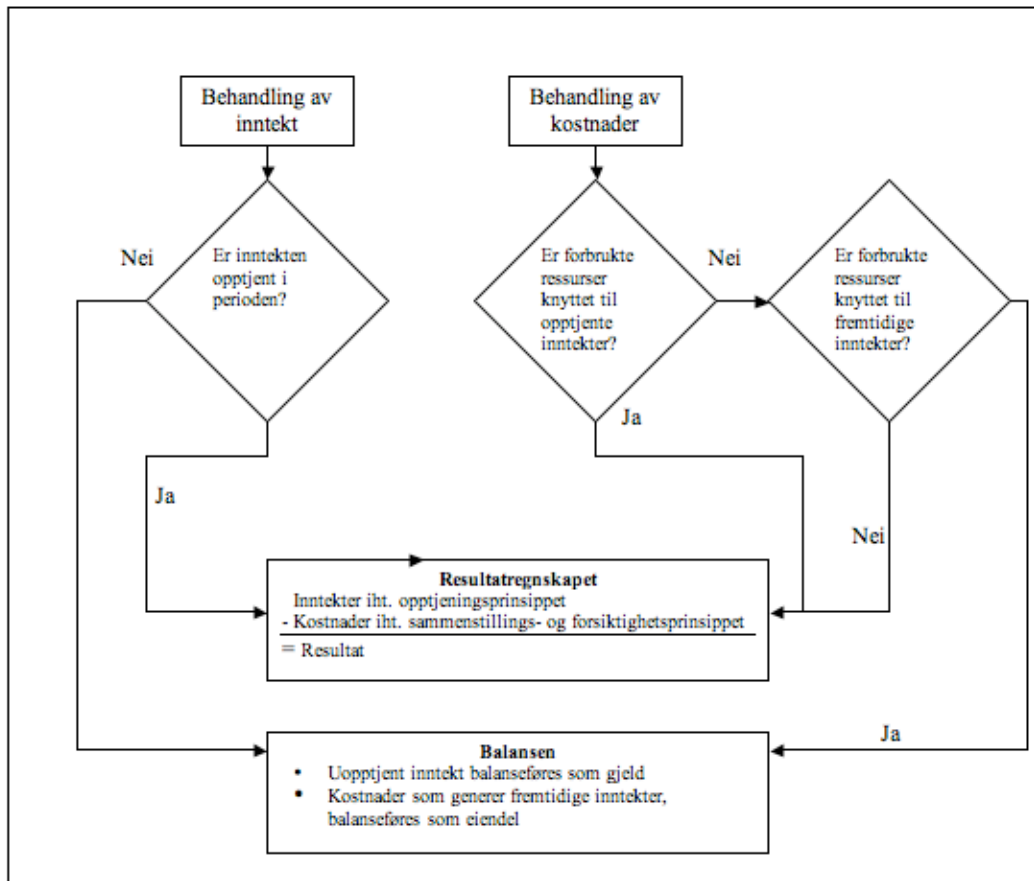 Behandling av
inntekt
Behandling av
kostnader
Nei
Er inntekten
opptjent i
perioden?
Er forbrukte
ressurser
knyttet til
opptjente
inntekter?
Nei
Er forbrukte
ressurser
knyttet til
fremtidige
inntekter?
Ja
Ja
Nei
Resultatregnskapet
Inntekter iht. opptjeningsprinsippet
- Kostnader iht. sammenstillings- og forsiktighetsprinsippet
= Resultat
Ja
Balansen
• Uopptjent inntekt balanseføres som gjeld
• Kostnader som generer fremtidige inntekter,
balanseføres som eiendel